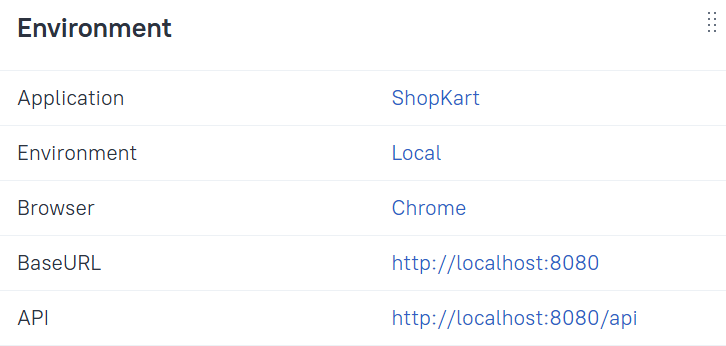 Environment
Application ShopKart
Environment Local
Browser Chrome
BaseURL http://localhost:8080
API http://localhost:8080/api